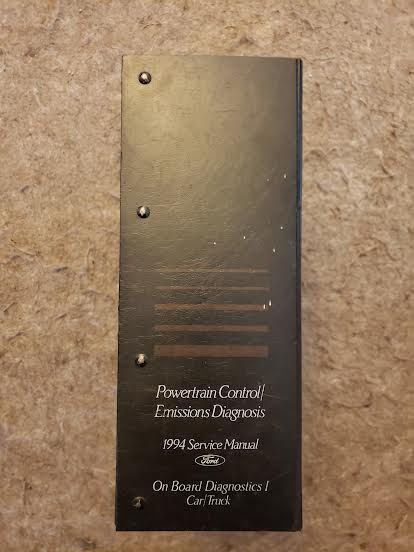 Powertrain Control/
Emissions Diagnosis
1994 Service Manual
Ford
On Board Diagnostics I
Car/Truck